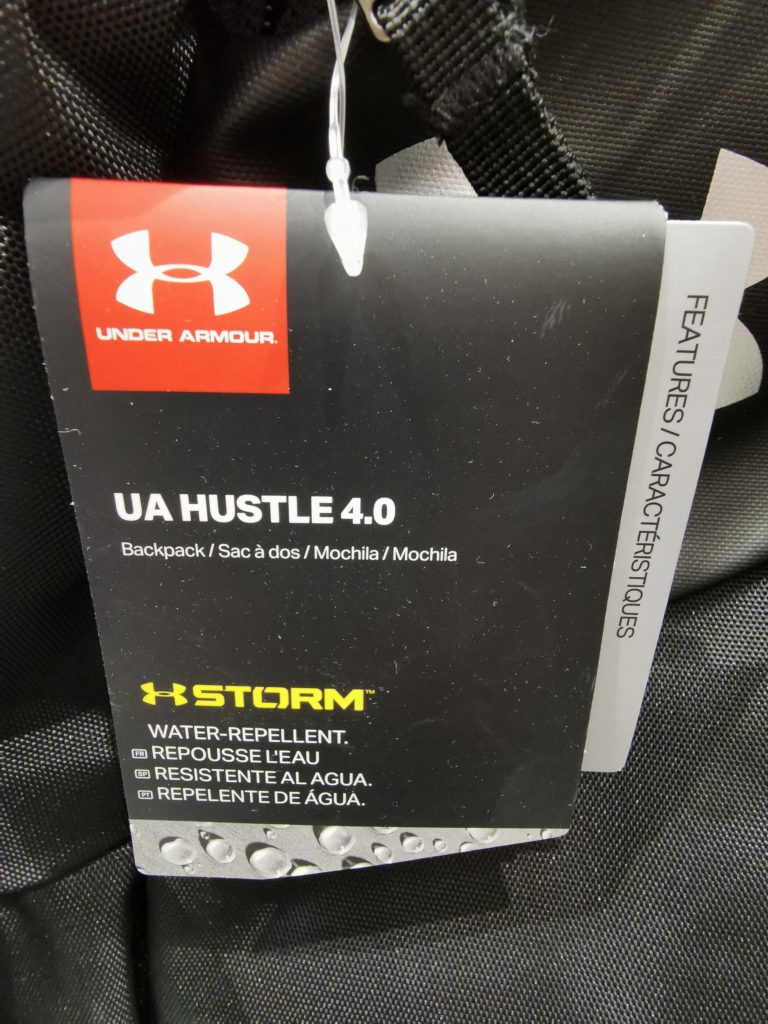 UNDER ARMOUR.
UA HUSTLE 4.0
Backpack / Sac à dos / Mochila / Mochila
STORM™
WATER-REPELLENT.
FR REPOUSSE L'EAU
SP RESISTENTE AL AGUA.
PT REPELENTE DE ÁGUA.
FEATURES / CARACTÉRISTIQUES